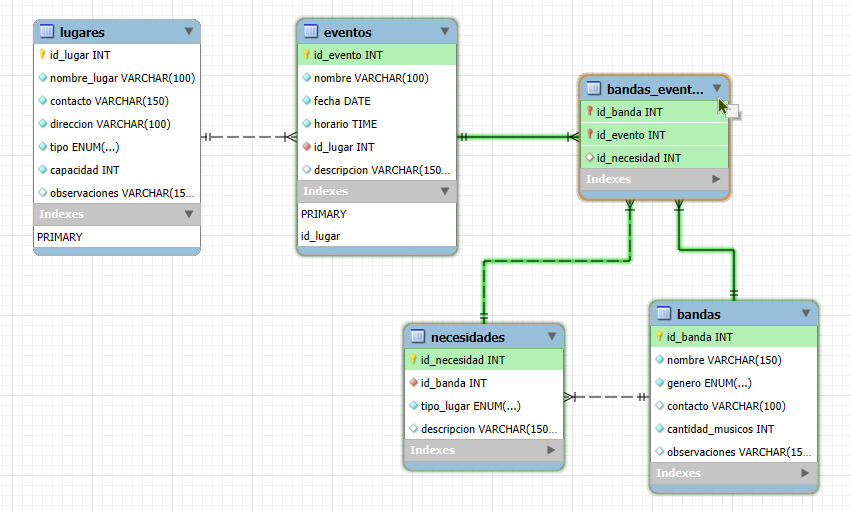 lugares
id_lugar INT
nombre_lugar VARCHAR(100)
contacto VARCHAR(150)
direccion VARCHAR(100)
tipo ENUM(...)
capacidad INT
observaciones VARCHAR(15...
Indexes
PRIMARY
eventos
id_evento INT
nombre VARCHAR(100)
fecha DATE
horario TIME
id_lugar INT
descripcion VARCHAR(150...
Indexes
PRIMARY
id_lugar
bandas_event...
id_banda INT
id_evento INT
id_necesidad INT
Indexes
necesidades
id_necesidad INT
id_banda INT
tipo_lugar ENUM(...)
descripcion VARCHAR(150...
Indexes
bandas
id_banda INT
nombre VARCHAR(150)
genero ENUM(...)
contacto VARCHAR(100)
cantidad_musicos INT
observaciones VARCHAR(15...
Indexes